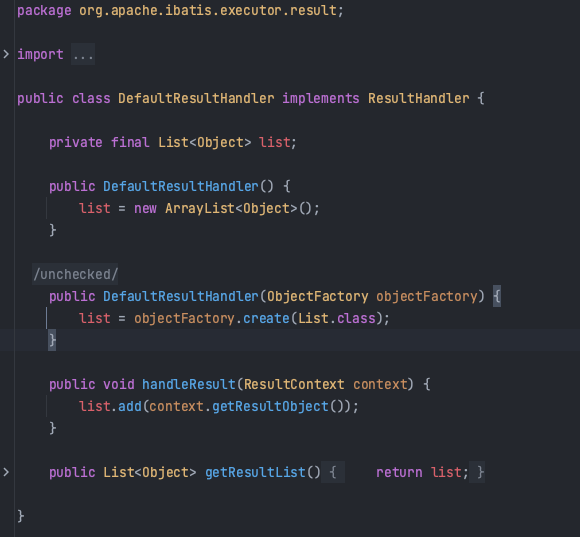 package org.apache.ibatis.executor.result;
import ...
public class DefaultResultHandler implements ResultHandler {
private final List<Object> list;
public DefaultResultHandler() {
list = new ArrayList<Object>();
}
/unchecked/
public DefaultResultHandler(ObjectFactory objectFactory) {
list = objectFactory.create(List.class);
}
public void handleResult(ResultContext context) {
list.add(context.getResultObject());
}
public List<Object> getResultList() { return list; }
}